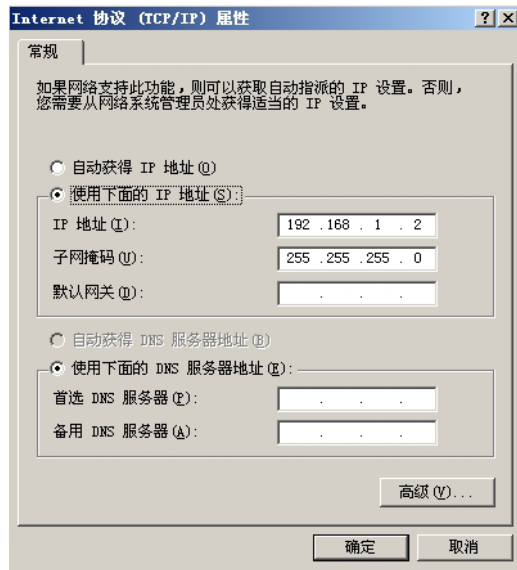 Internet 协议 (TCP/IP) 属性
常规
如果网络支持此功能，则可以获取自动指派的 IP 设置。否则，
您需要从网络系统管理员处获得适当的 IP 设置。
自动获得 IP 地址(O)
使用下面的 IP 地址(S):
IP 地址(I): 192 .168 . 1 . 2
子网掩码(U): 255 .255 .255 . 0
默认网关(D): . . .
自动获得 DNS 服务器地址(B)
使用下面的 DNS 服务器地址(E):
首选 DNS 服务器(P): . . .
备用 DNS 服务器(A): . . .
高级(V)...
确定 取消